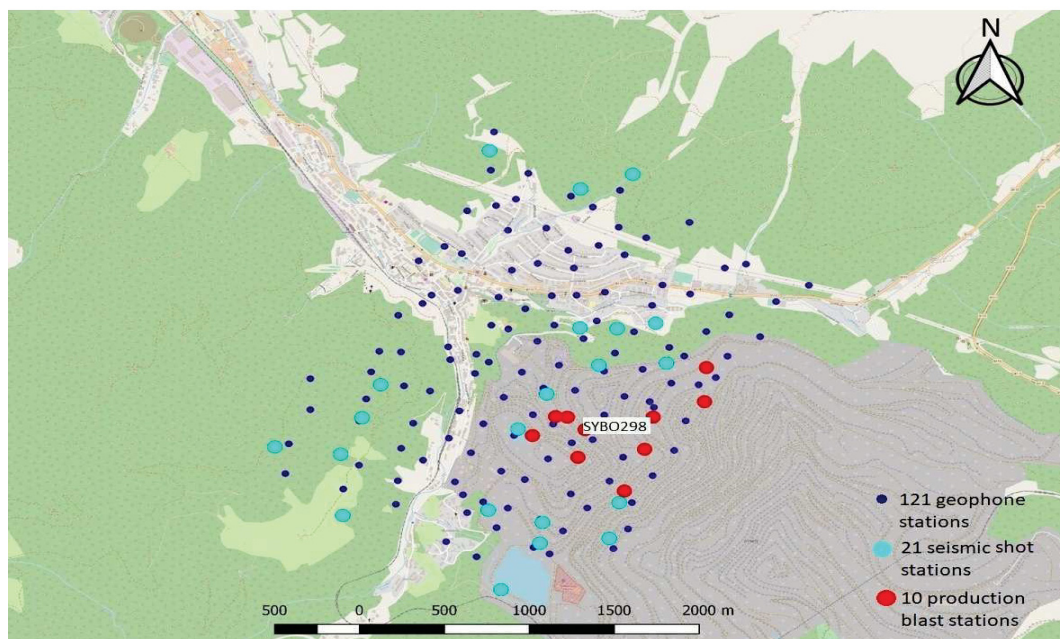 N
SYBO298
121 geophone
stations
21 seismic shot
stations
10 production
blast stations
500 0 500 1000 1500 2000 m